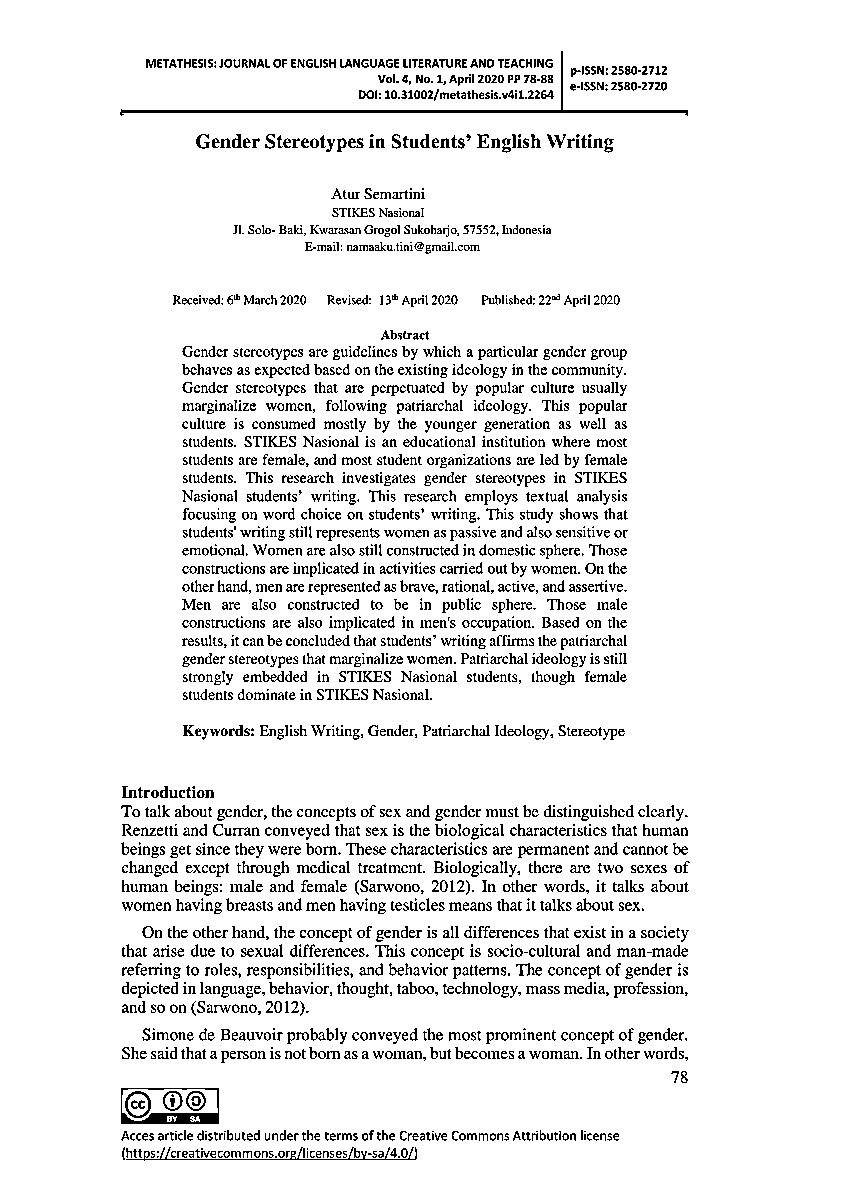 METATHESIS: JOURNAL OF ENGLISH LANGUAGE LITERATURE AND TEACHING
Vol. 4, No. 1, April 2020 PP 78-88
DOI: 10.31002/metathesis.v4i1.2264
p-ISSN: 2580-2712
e-ISSN: 2580-2720
Gender Stereotypes in Students’ English Writing
Atur Semartini
STIKES Nasional
Jl. Solo- Baki, Kwarasan Grogol Sukoharjo, 57552, Indonesia
E-mail: namaaku.tini@gmail.com
Received: 6th March 2020 Revised: 13th April 2020 Published: 22nd April 2020
Abstract
Gender stereotypes are guidelines by which a particular gender group
behaves as expected based on the existing ideology in the community.
Gender stereotypes that are perpetuated by popular culture usually
marginalize women, following patriarchal ideology. This popular
culture is consumed mostly by the younger generation as well as
students. STIKES Nasional is an educational institution where most
students are female, and most student organizations are led by female
students. This research investigates gender stereotypes in STIKES
Nasional students’ writing. This research employs textual analysis
focusing on word choice on students’ writing. This study shows that
students' writing still represents women as passive and also sensitive or
emotional. Women are also still constructed in domestic sphere. Those
constructions are implicated in activities carried out by women. On the
other hand, men are represented as brave, rational, active, and assertive.
Men are also constructed to be in public sphere. Those male
constructions are also implicated in men's occupation. Based on the
results, it can be concluded that students’ writing affirms the patriarchal
gender stereotypes that marginalize women. Patriarchal ideology is still
strongly embedded in STIKES Nasional students, though female
students dominate in STIKES Nasional.
Keywords: English Writing, Gender, Patriarchal Ideology, Stereotype
Introduction
To talk about gender, the concepts of sex and gender must be distinguished clearly.
Renzetti and Curran conveyed that sex is the biological characteristics that human
beings get since they were born. These characteristics are permanent and cannot be
changed except through medical treatment. Biologically, there are two sexes of
human beings: male and female (Sarwono, 2012). In other words, it talks about
women having breasts and men having testicles means that it talks about sex.
On the other hand, the concept of gender is all differences that exist in a society
that arise due to sexual differences. This concept is socio-cultural and man-made
referring to roles, responsibilities, and behavior patterns. The concept of gender is
depicted in language, behavior, thought, taboo, technology, mass media, profession,
and so on (Sarwono, 2012).
Simone de Beauvoir probably conveyed the most prominent concept of gender.
She said that a person is not born as a woman, but becomes a woman. In other words,
78
cc BY SA
Acces article distributed under the terms of the Creative Commons Attribution license
(https://creativecommons.org/licenses/by-sa/4.0/)